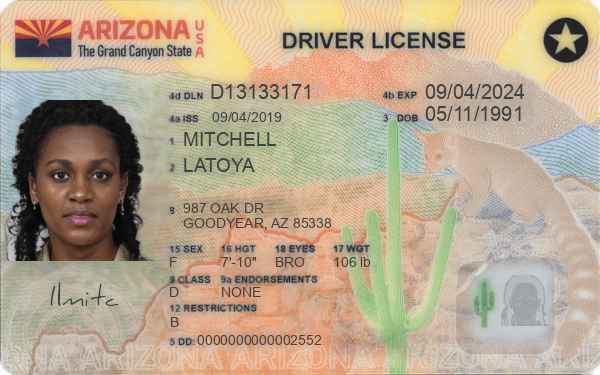 ARIZONA USA
The Grand Canyon State
DRIVER LICENSE
4d DLN D13133171
4b EXP 09/04/2024
4a ISS 09/04/2019
3 DOB 05/11/1991
1 MITCHELL
2 LATOYA
8 987 OAK DR
GOODYEAR, AZ 85338
15 SEX 16 HGT 18 EYES 17 WGT
F 7'-10" BRO 106 lb
9 CLASS 9a ENDORSEMENTS
D NONE
12 RESTRICTIONS
B
5 DD: 0000000000002552
ARIZONA ARIZONA ARIZONA ARIZONA